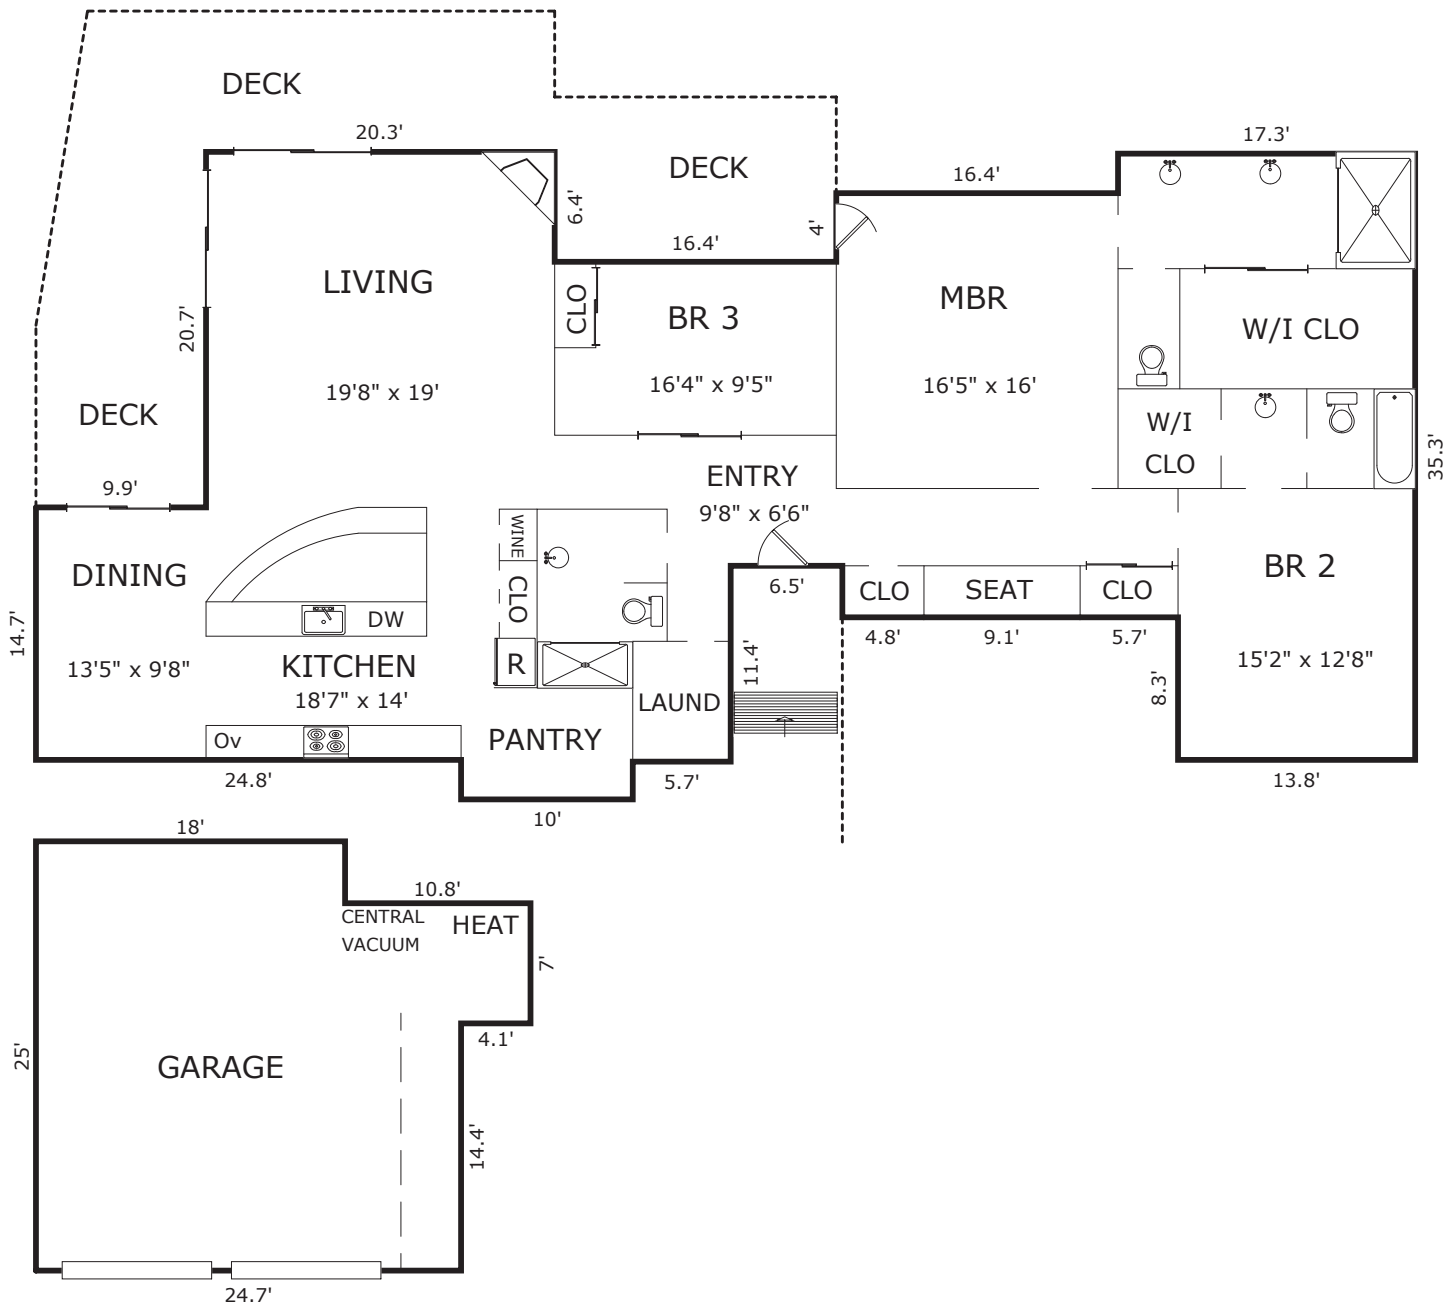 DECK
20.3'
17.3'
DECK
16.4'
6.4'
4'
16.4'
LIVING
CLO
BR 3
MBR
W/I CLO
20.7'
19'8" x 19'
16'4" x 9'5"
16'5" x 16'
DECK
W/I
CLO
35.3'
9.9'
ENTRY
9'8" x 6'6"
WINE
DINING
CLO
6.5'
CLO
SEAT
CLO
BR 2
DW
14.7'
4.8'
9.1'
5.7'
13'5" x 9'8"
KITCHEN
18'7" x 14'
R
11.4'
8.3'
15'2" x 12'8"
LAUND
Ov
PANTRY
24.8'
5.7'
13.8'
10'
18'
10.8'
CENTRAL
VACUUM
HEAT
7'
25'
GARAGE
4.1'
14.4'
24.7'